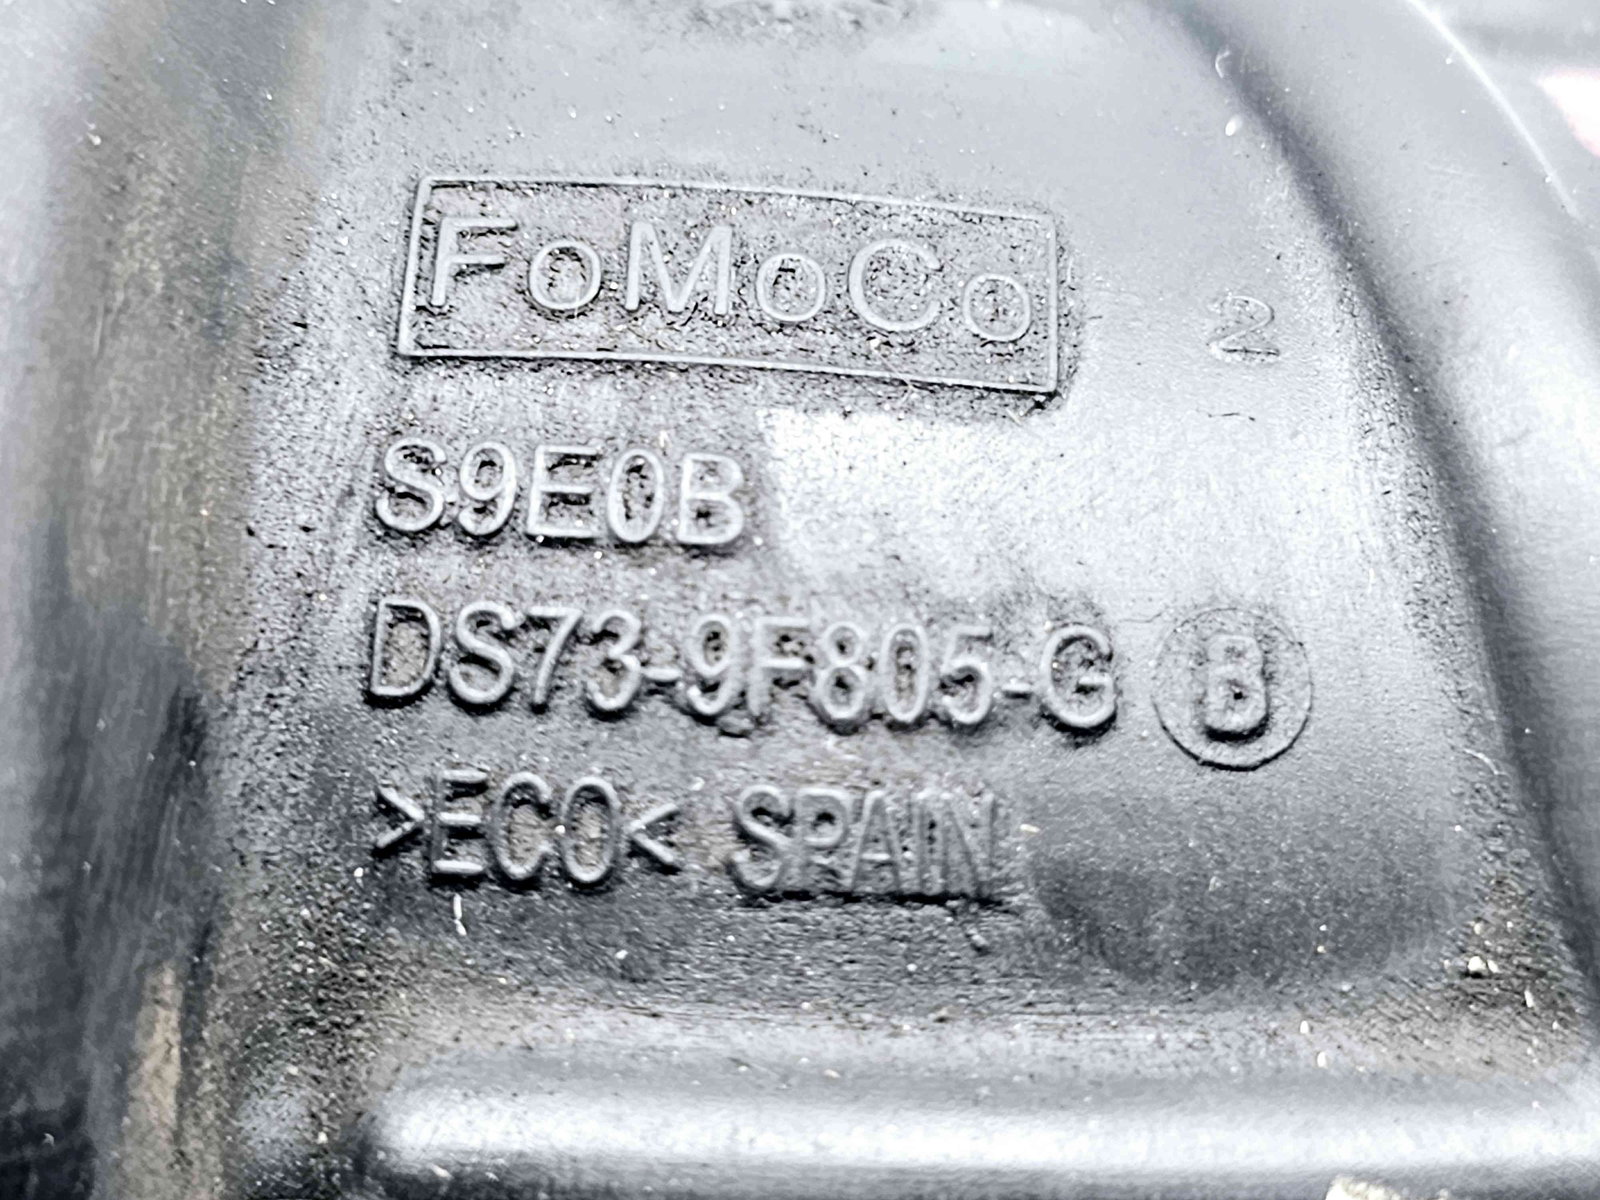 FoMoCo
2
S9E0B
DS73-9F805-G B
>ECO< SPAIN